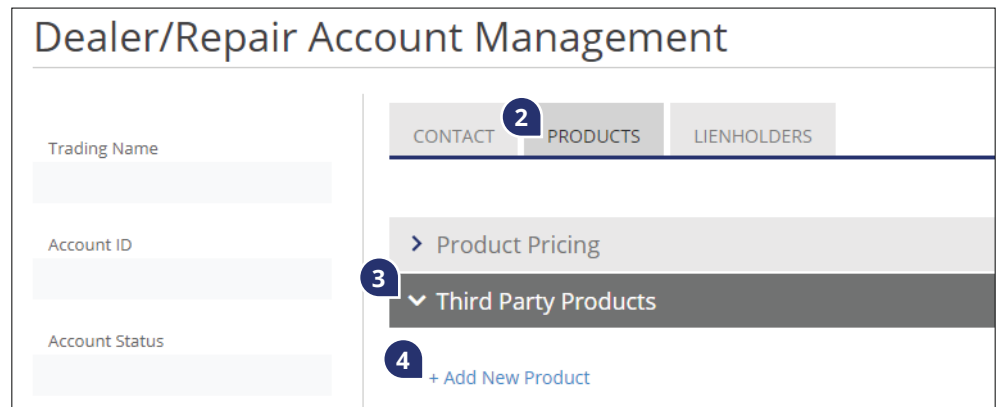 Dealer/Repair Account Management
Trading Name
Account ID
Account Status
2
CONTACT PRODUCTS LIENHOLDERS
Product Pricing
3
Third Party Products
4
+ Add New Product